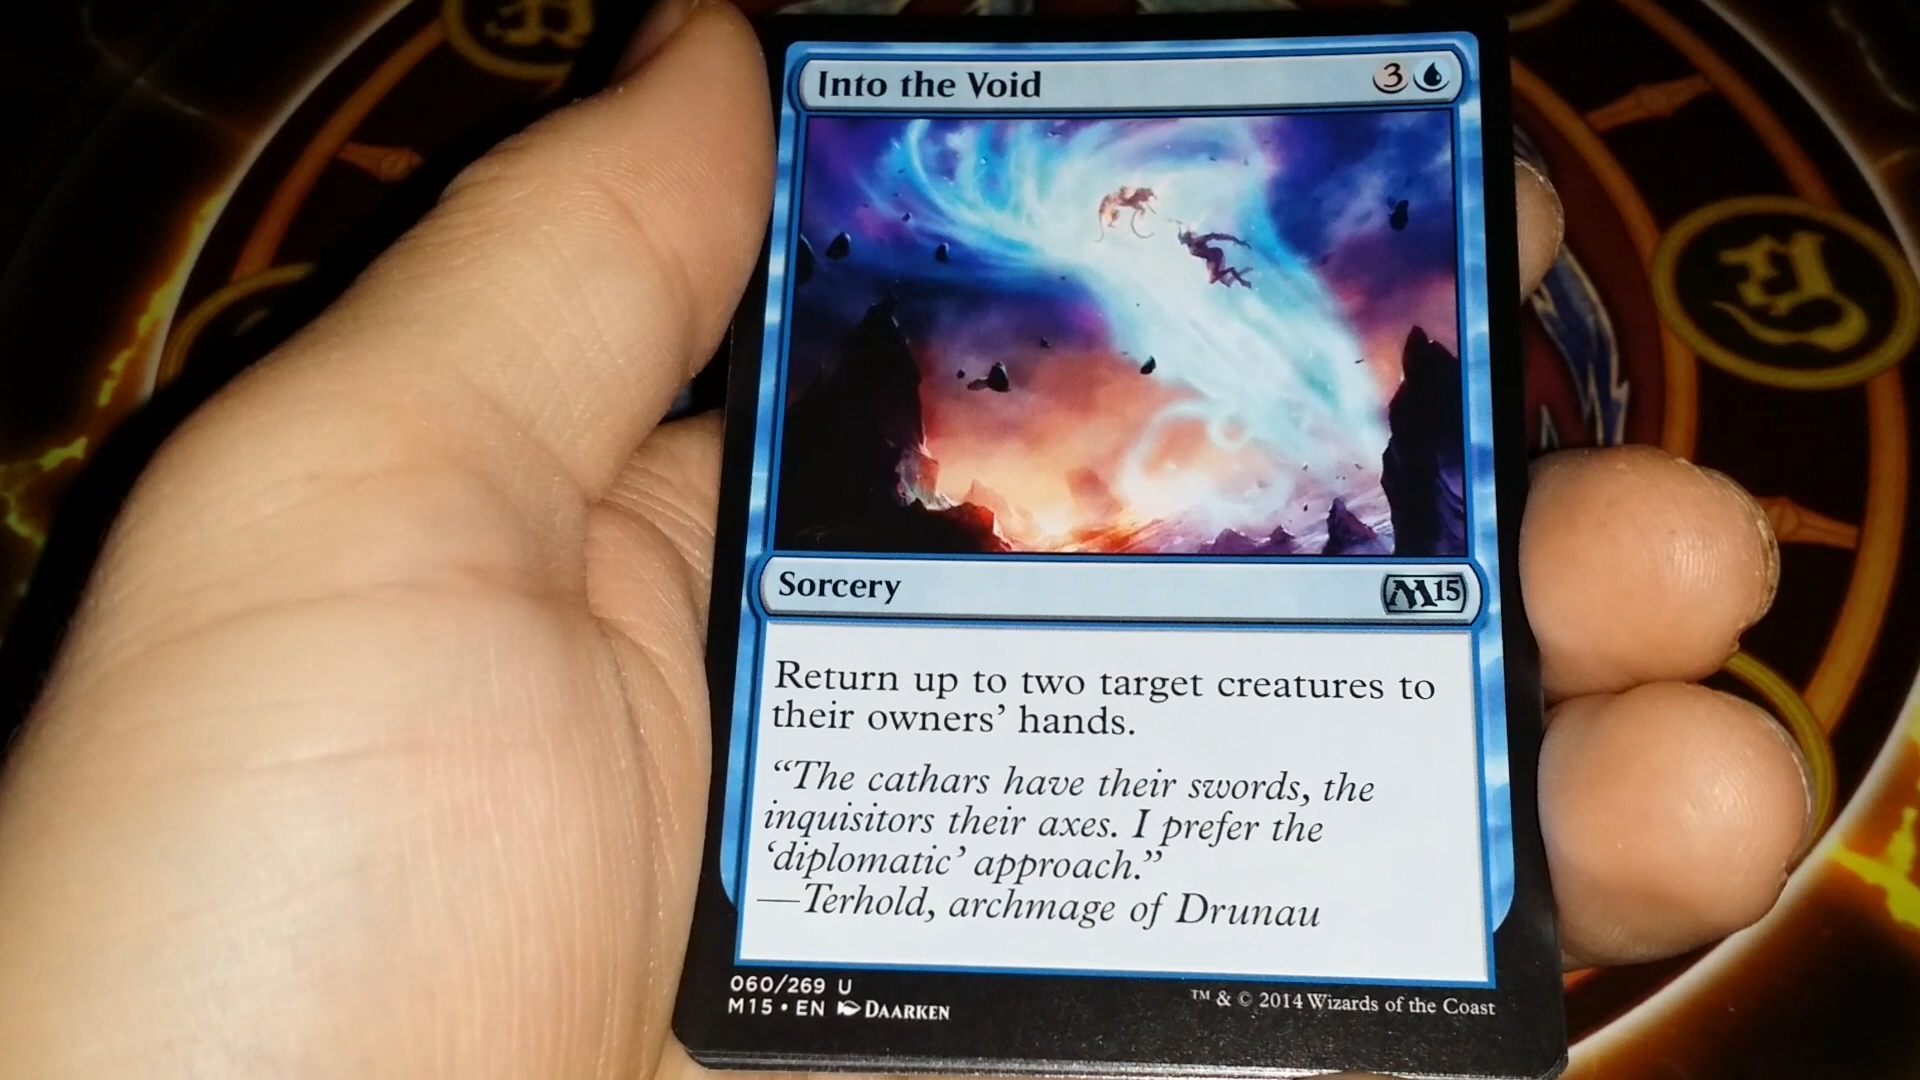 Into the Void 3
Sorcery M15
Return up to two target creatures to
their owners’ hands.
“The cathars have their swords, the
inquisitors their axes. I prefer the
‘diplomatic’ approach.”
—Terhold, archmage of Drunau
060/269 U
M15 • EN DAARKEN
™ & © 2014 Wizards of the Coast